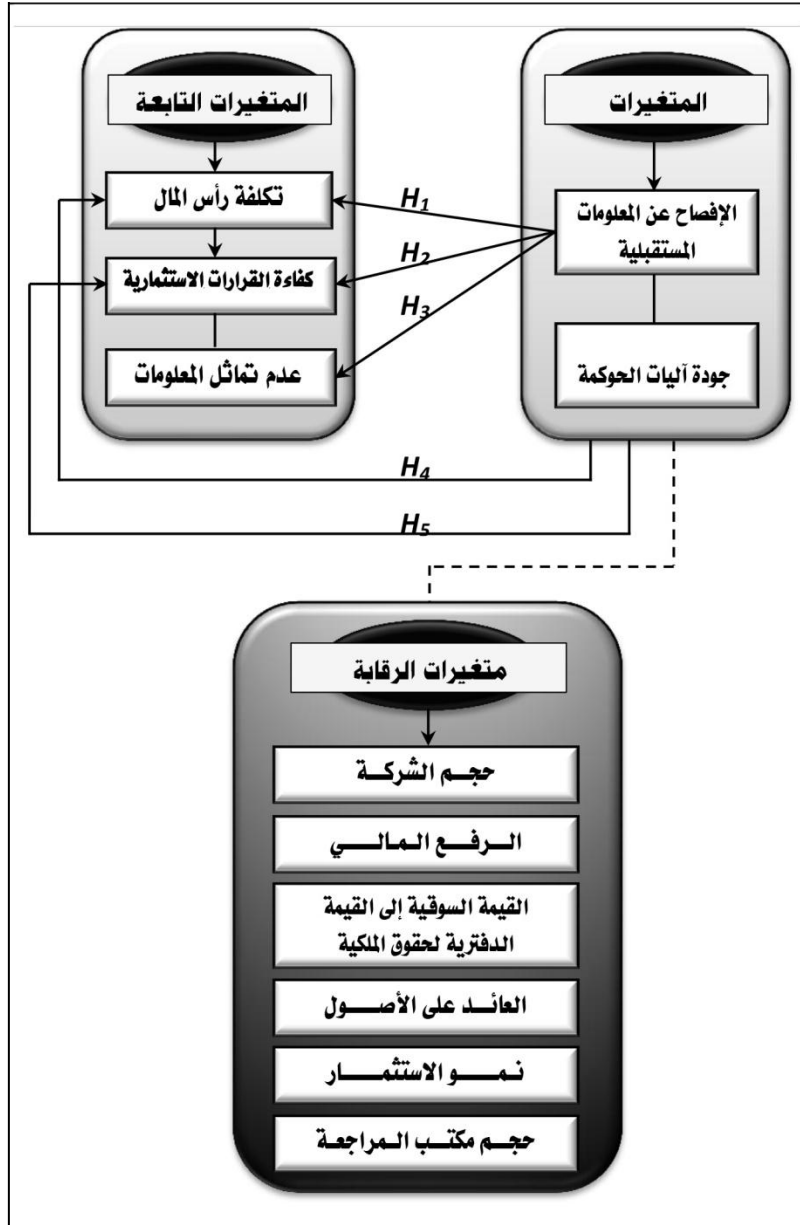 المتغيرات
الإفصاح عن المعلومات
المستقبلية
جودة آليات الحوكمة
المتغيرات التابعة
تكلفة رأس المال
كفاءة القرارات الاستثمارية
عدم تماثل المعلومات
H1
H2
H3
H4
H5
متغيرات الرقابة
حجم الشركة
الرفع المالي
القيمة السوقية إلى القيمة
الدفترية لحقوق الملكية
العائد على الأصول
نمو الاستثمار
حجم مكتب المراجعة